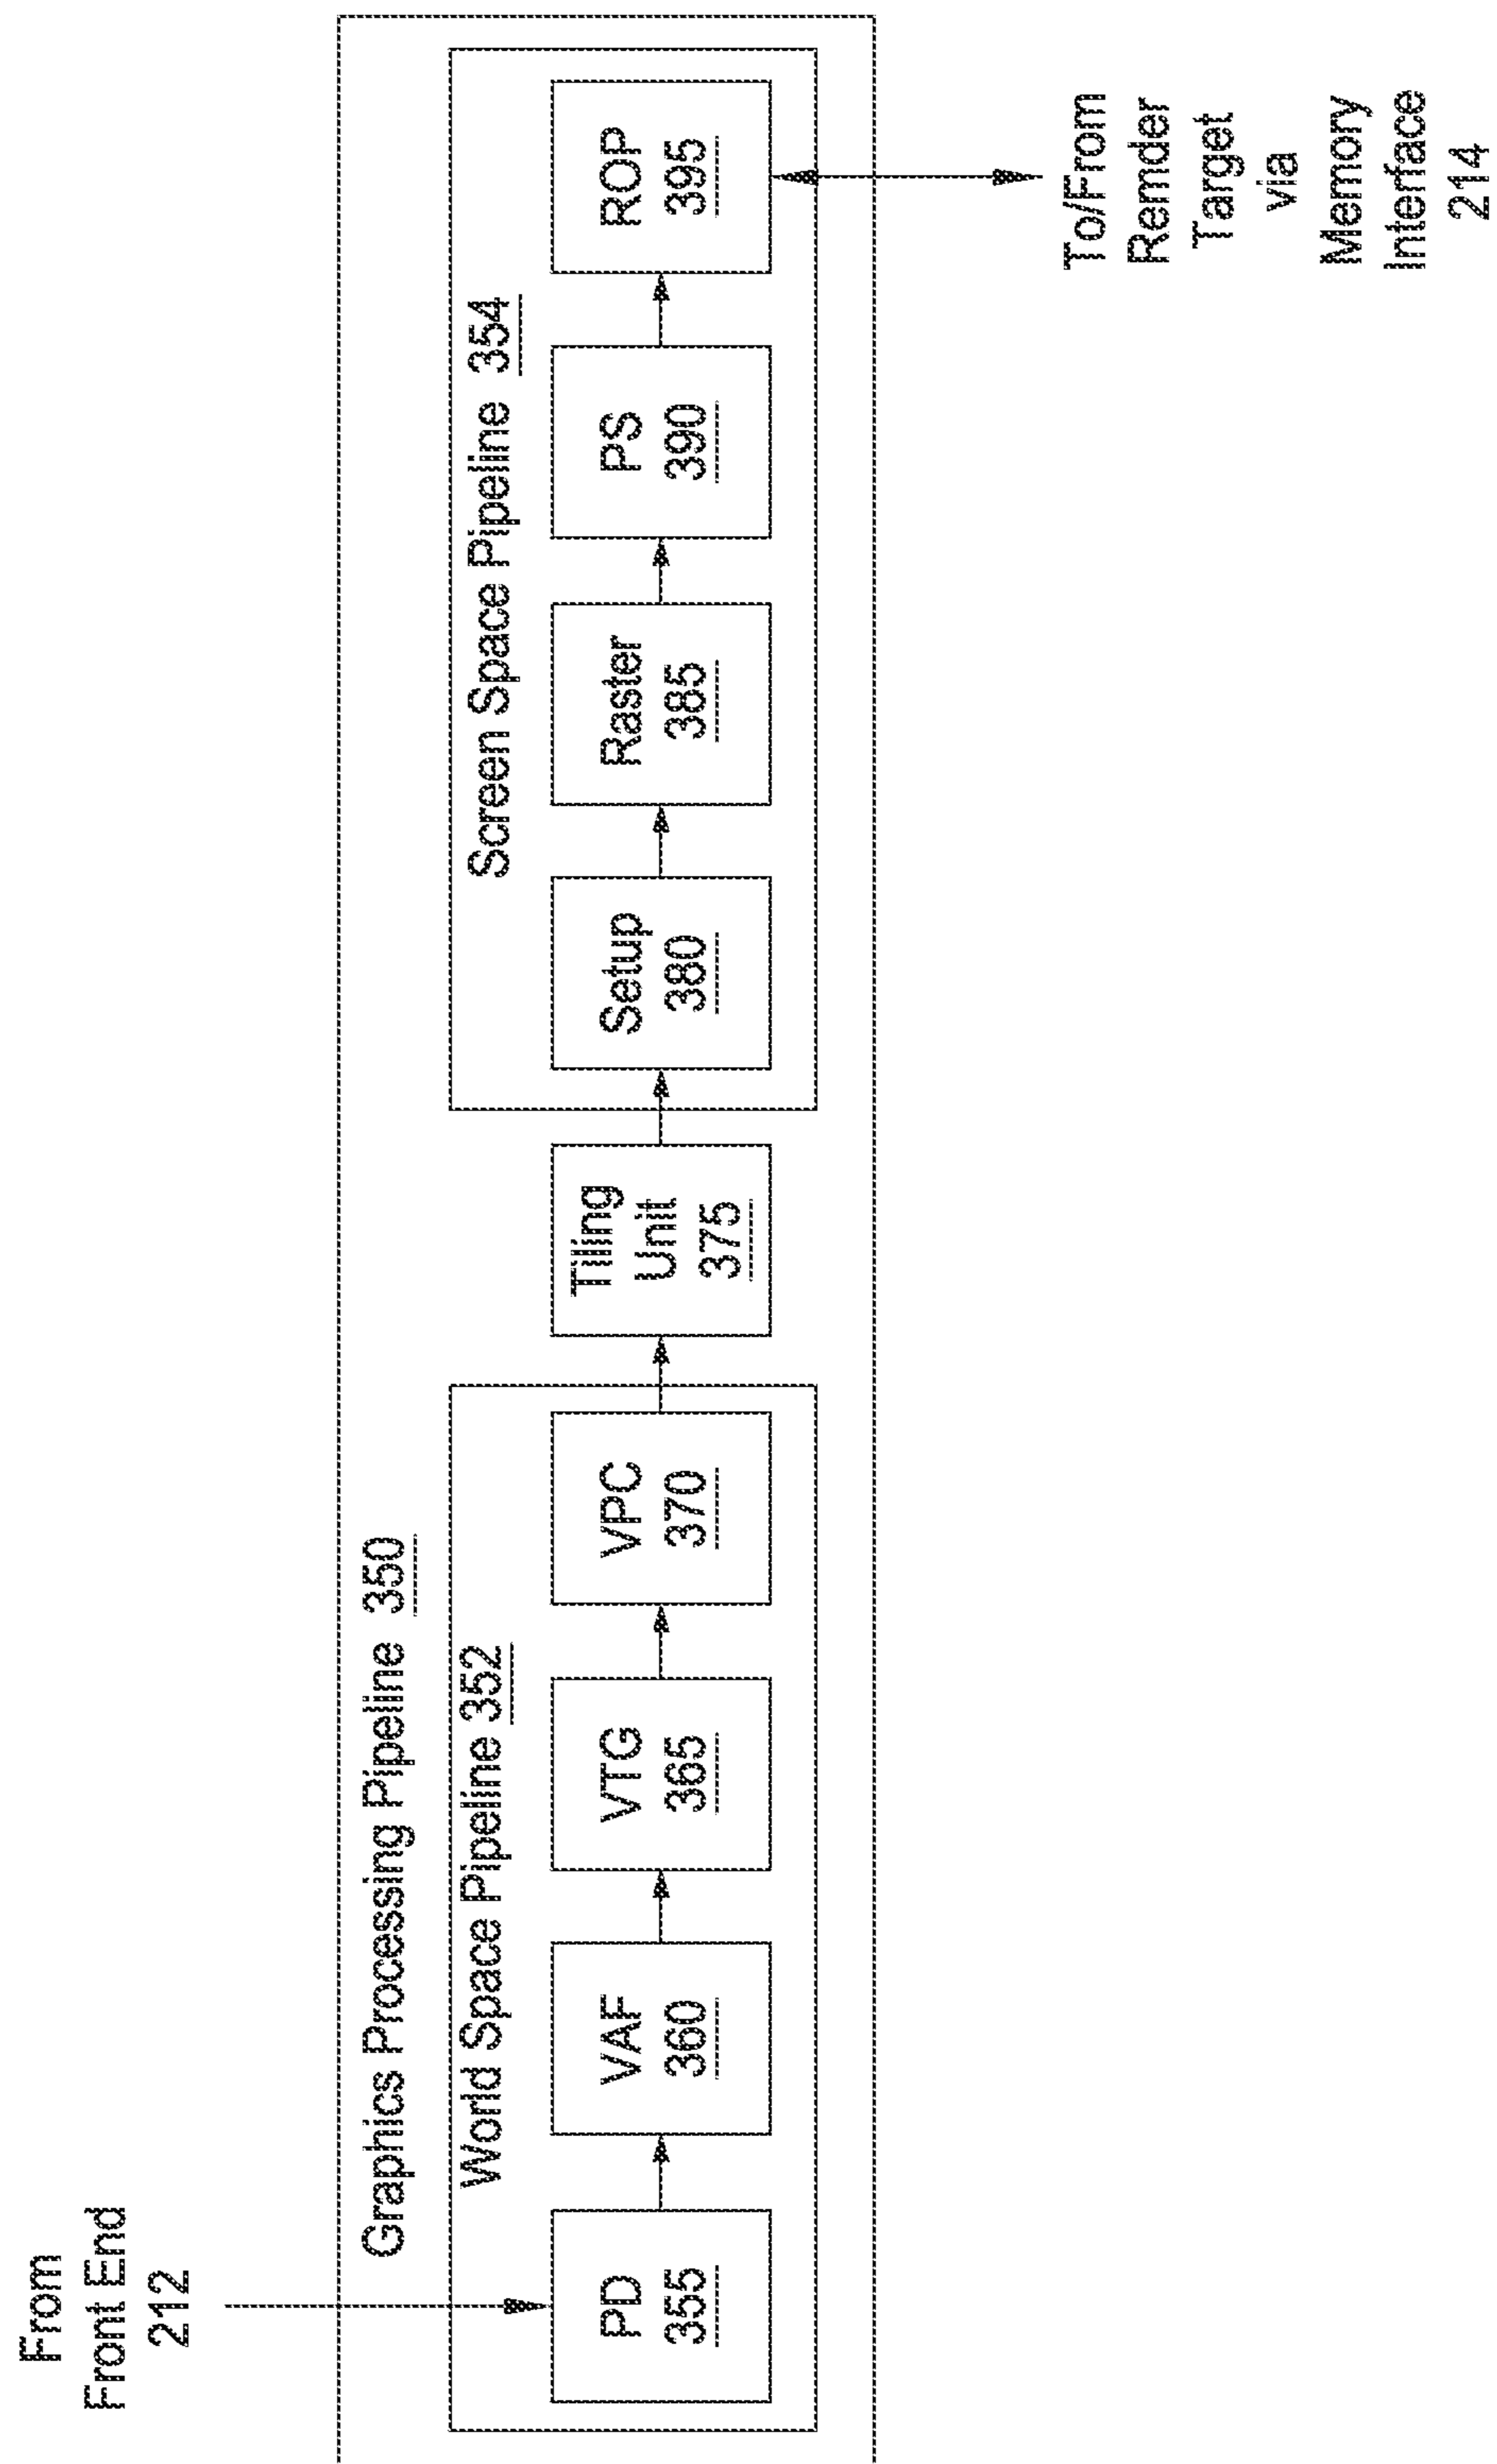 From
Front End
212
Graphics Processing Pipeline 350
World Space Pipeline 352
PD
355
VAF
360
VTG
365
VPC
370
Tiling
Unit
375
Screen Space Pipeline 354
Setup
380
Raster
385
PS
390
ROP
395
To/From
Remder
Target
via
Memory
Interface
214